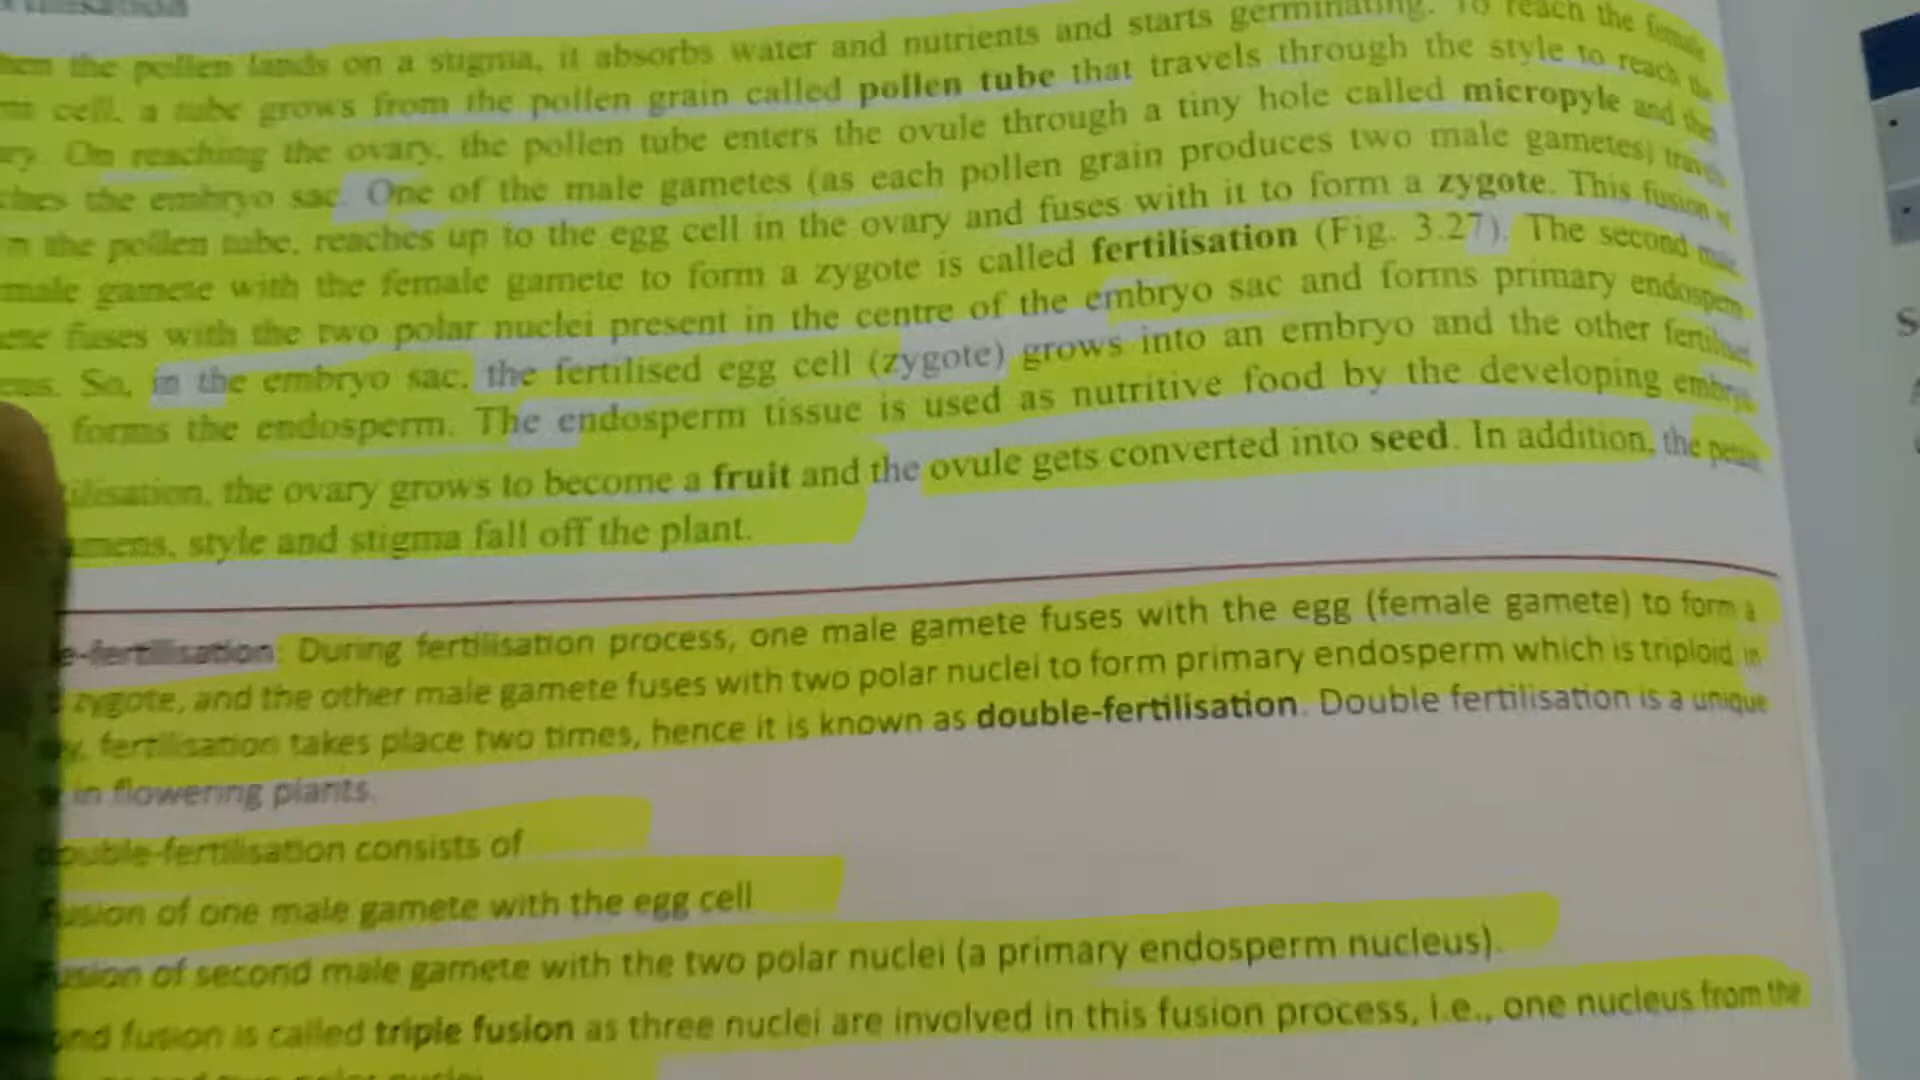 the pollen lands on a stigma, it absorbs water and nutrients and starts germinating. To reach the female
cell, a tube grows from the pollen grain called pollen tube that travels through the style to reach the
On reaching the ovary, the pollen tube enters the ovule through a tiny hole called micropyle and then
the embryo sac. One of the male gametes (as each pollen grain produces two male gametes) travels
the pollen tube, reaches up to the egg cell in the ovary and fuses with it to form a zygote. This fusion of
male gamete with the female gamete to form a zygote is called fertilisation (Fig. 3.27). The second male
fuses with the two polar nuclei present in the centre of the embryo sac and forms primary endosperm
So, in the embryo sac, the fertilised egg cell (zygote) grows into an embryo and the other fertilised
forms the endosperm. The endosperm tissue is used as nutritive food by the developing embryo
ilisation, the ovary grows to become a fruit and the ovule gets converted into seed. In addition, the petals
mens, style and stigma fall off the plant.
e-fertilisation: During fertilisation process, one male gamete fuses with the egg (female gamete) to form a
zygote, and the other male gamete fuses with two polar nuclei to form primary endosperm which is triploid in
fertilisation takes place two times, hence it is known as double-fertilisation. Double fertilisation is a unique
in flowering plants.
double-fertilisation consists of
Fusion of one male gamete with the egg cell
Fusion of second male gamete with the two polar nuclei (a primary endosperm nucleus).
fusion is called triple fusion as three nuclei are involved in this fusion process, i.e., one nucleus from the